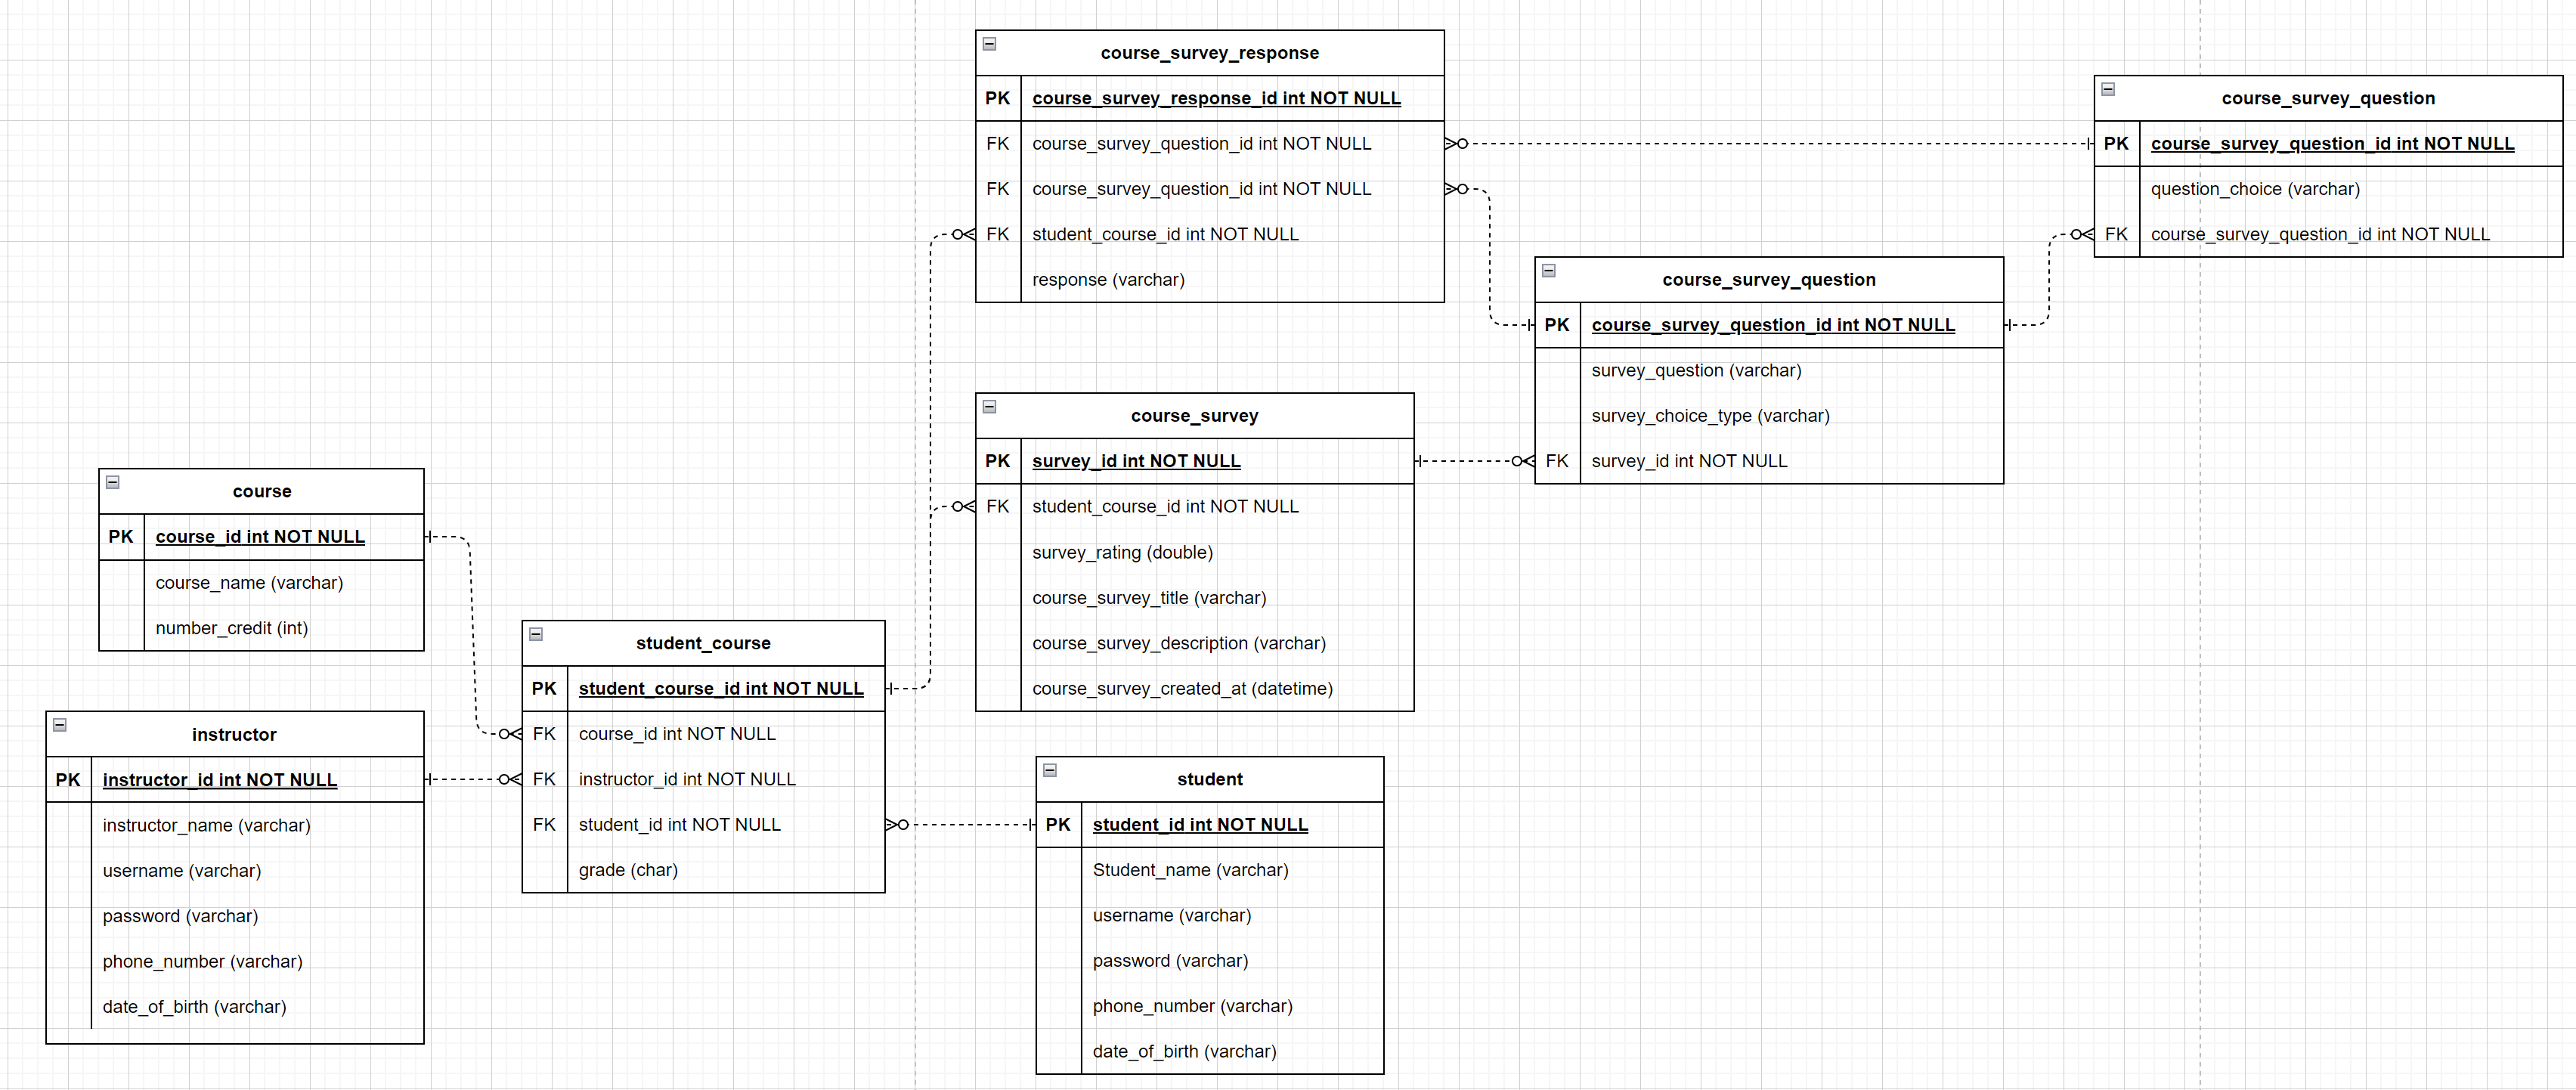 course_survey_response
PK course_survey_response_id int NOT NULL
FK course_survey_question_id int NOT NULL
FK course_survey_question_id int NOT NULL
FK student_course_id int NOT NULL
response (varchar)
course_survey_question
PK course_survey_question_id int NOT NULL
question_choice (varchar)
FK course_survey_question_id int NOT NULL
course_survey_question
PK course_survey_question_id int NOT NULL
survey_question (varchar)
survey_choice_type (varchar)
FK survey_id int NOT NULL
course_survey
PK survey_id int NOT NULL
FK student_course_id int NOT NULL
survey_rating (double)
course_survey_title (varchar)
course_survey_description (varchar)
course_survey_created_at (datetime)
course
PK course_id int NOT NULL
course_name (varchar)
number_credit (int)
student_course
PK student_course_id int NOT NULL
FK course_id int NOT NULL
FK instructor_id int NOT NULL
FK student_id int NOT NULL
grade (char)
instructor
PK instructor_id int NOT NULL
instructor_name (varchar)
username (varchar)
password (varchar)
phone_number (varchar)
date_of_birth (varchar)
student
PK student_id int NOT NULL
Student_name (varchar)
username (varchar)
password (varchar)
phone_number (varchar)
date_of_birth (varchar)